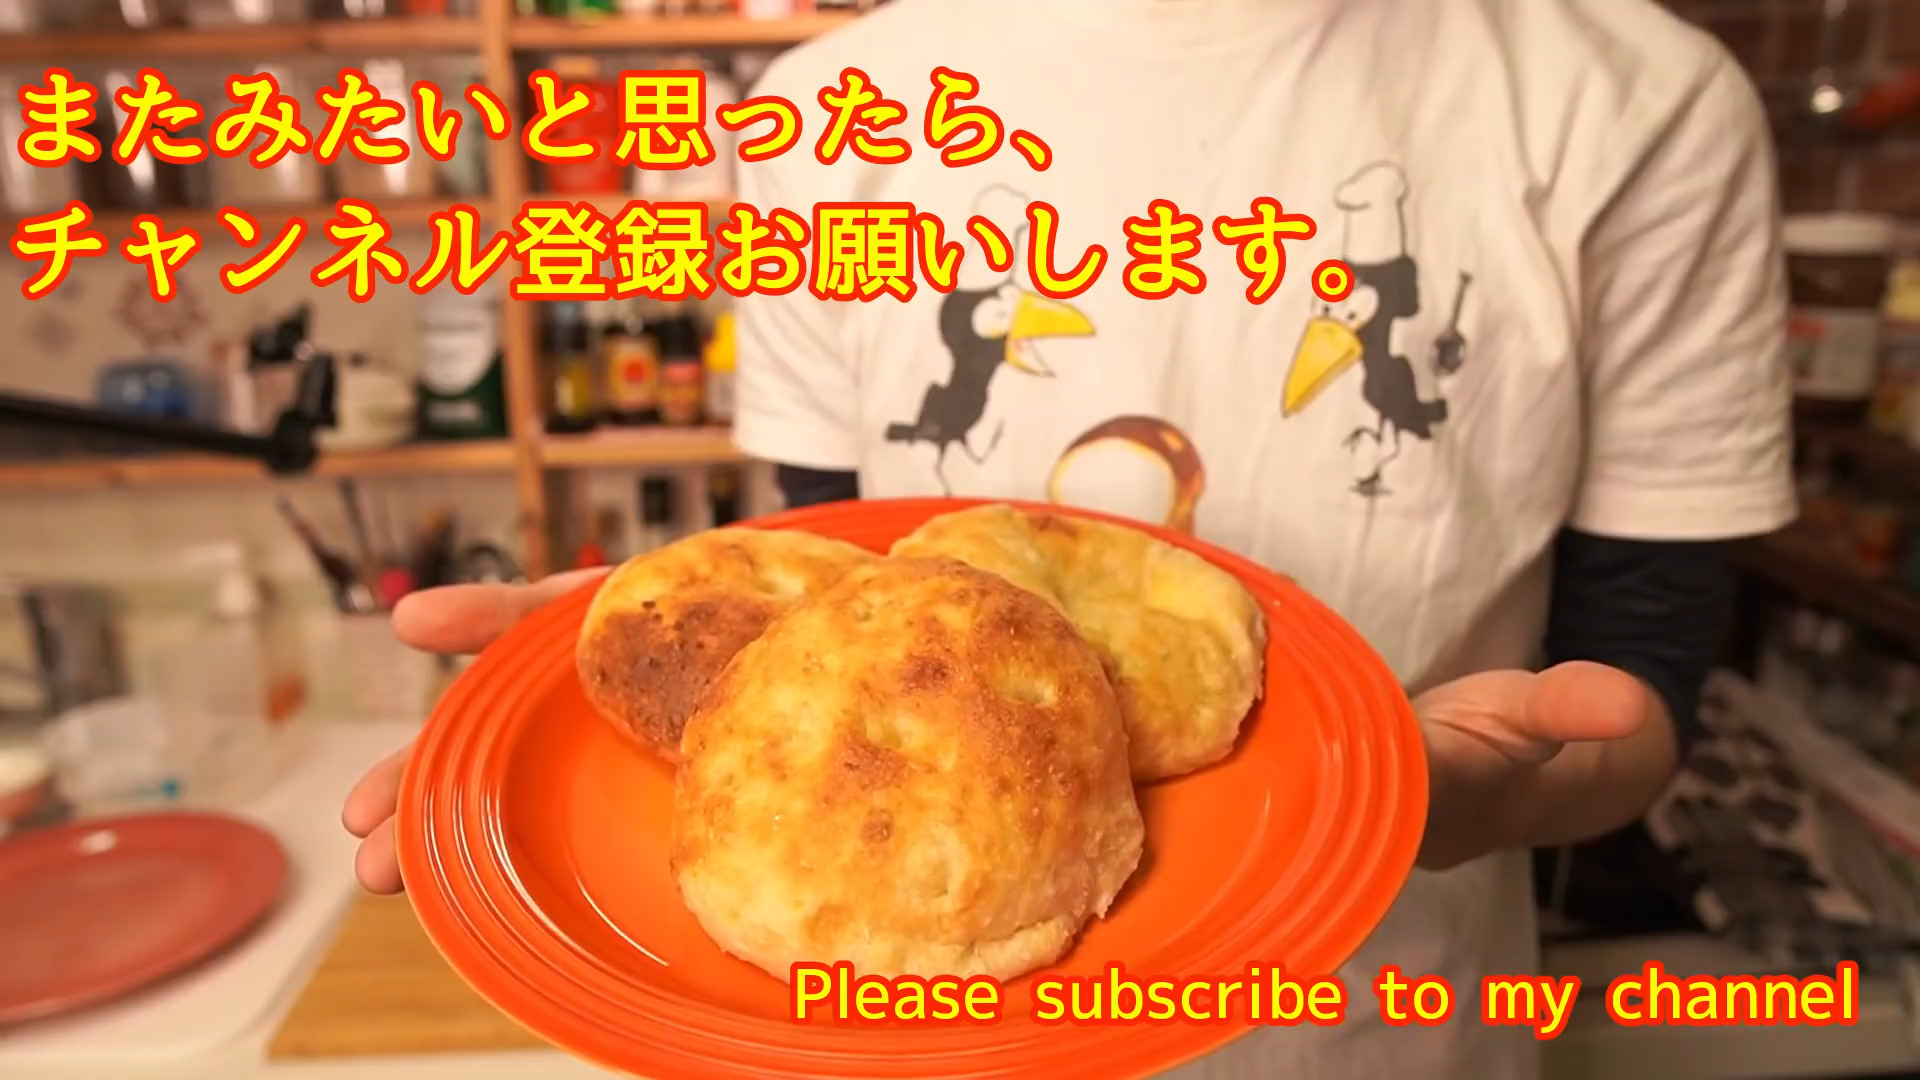 またみたいと思ったら、
チャンネル登録お願いします。
Please subscribe to my channel